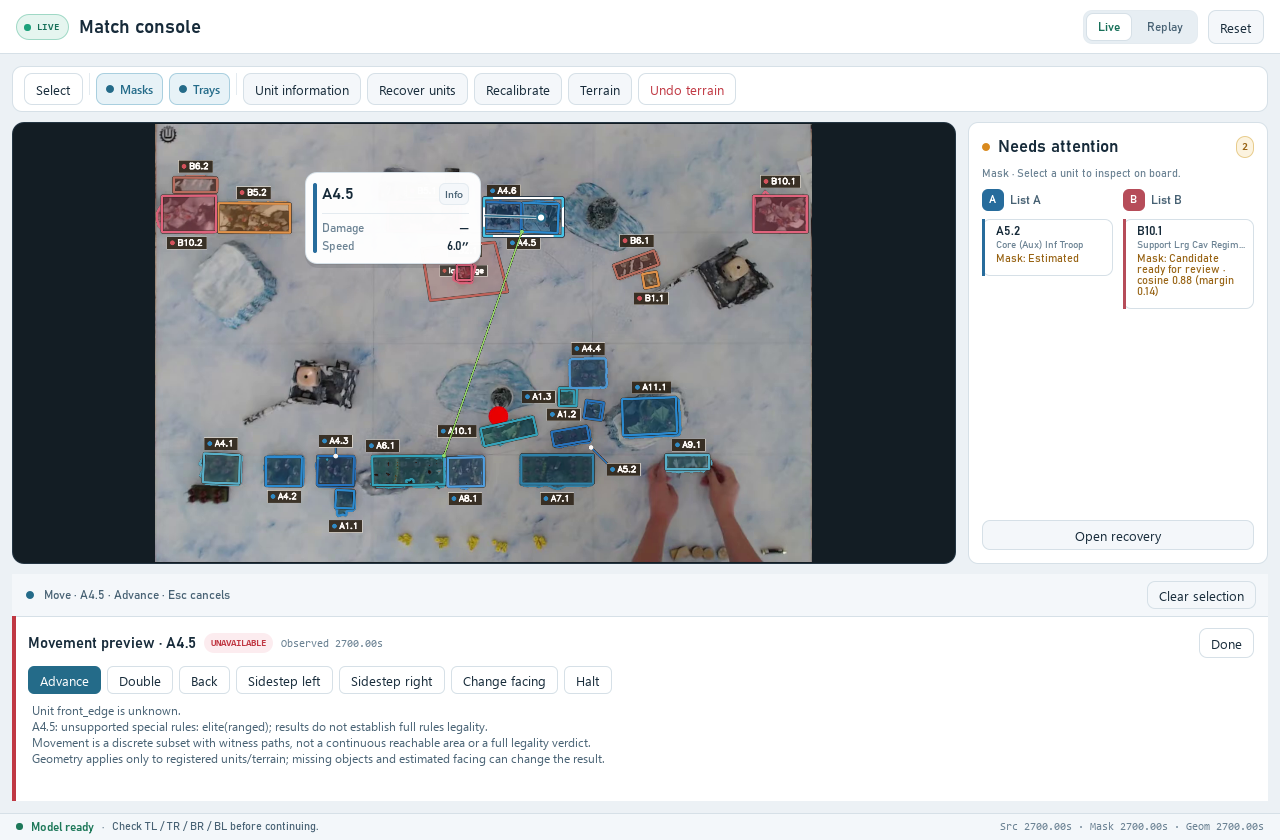 LIVE
Match console
Live
Replay
Reset
Select
Masks
Trays
Unit information
Recover units
Recalibrate
Terrain
Undo terrain
B6.2
B5.2
B10.2
A4.5
Info
Damage
—
Speed
6.0″
A4.6
A4.5
B6.1
B1.1
B10.1
A4.4
A1.3
A11.1
A1.2
A10.1
A4.1
A4.3
A6.1
A9.1
A5.2
A4.2
A8.1
A7.1
A1.1
Needs attention
2
Mask · Select a unit to inspect on board.
A
List A
B
List B
A5.2
Core (Aux) Inf Troop
Mask: Estimated
B10.1
Support Lrg Cav Regim...
Mask: Candidate
ready for review ·
cosine 0.88 (margin
0.14)
Open recovery
Move · A4.5 · Advance · Esc cancels
Clear selection
Movement preview · A4.5
UNAVAILABLE
Observed 2700.00s
Done
Advance
Double
Back
Sidestep left
Sidestep right
Change facing
Halt
Unit front_edge is unknown.
A4.5: unsupported special rules: elite(ranged); results do not establish full rules legality.
Movement is a discrete subset with witness paths, not a continuous reachable area or a full legality verdict.
Geometry applies only to registered units/terrain; missing objects and estimated facing can change the result.
Model ready
·
Check TL / TR / BR / BL before continuing.
Src 2700.00s · Mask 2700.00s · Geom 2700.00s